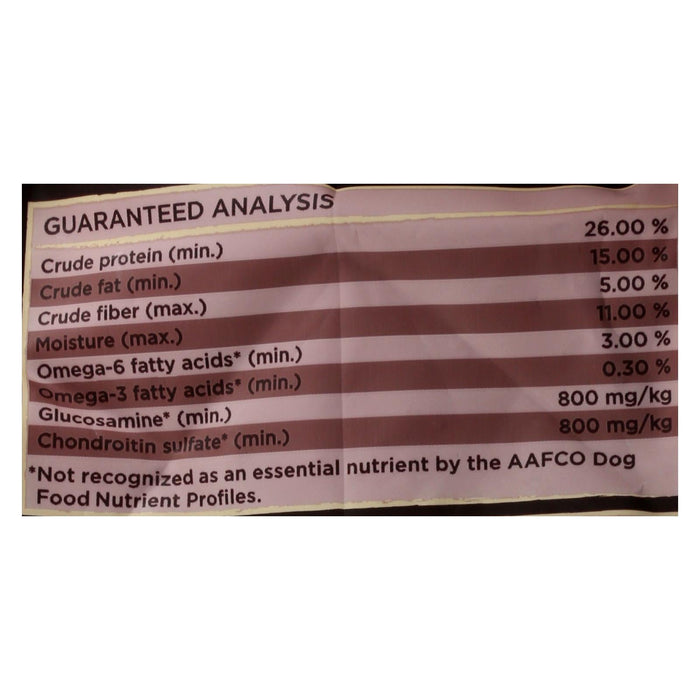 GUARANTEED ANALYSIS
Crude protein (min.) 26.00 %
Crude fat (min.) 15.00 %
Crude fiber (max.) 5.00 %
Moisture (max.) 11.00 %
Omega-6 fatty acids* (min.) 3.00 %
Omega-3 fatty acids* (min.) 0.30 %
Glucosamine* (min.) 800 mg/kg
Chondroitin sulfate* (min.) 800 mg/kg
*Not recognized as an essential nutrient by the AAFCO Dog
Food Nutrient Profiles.